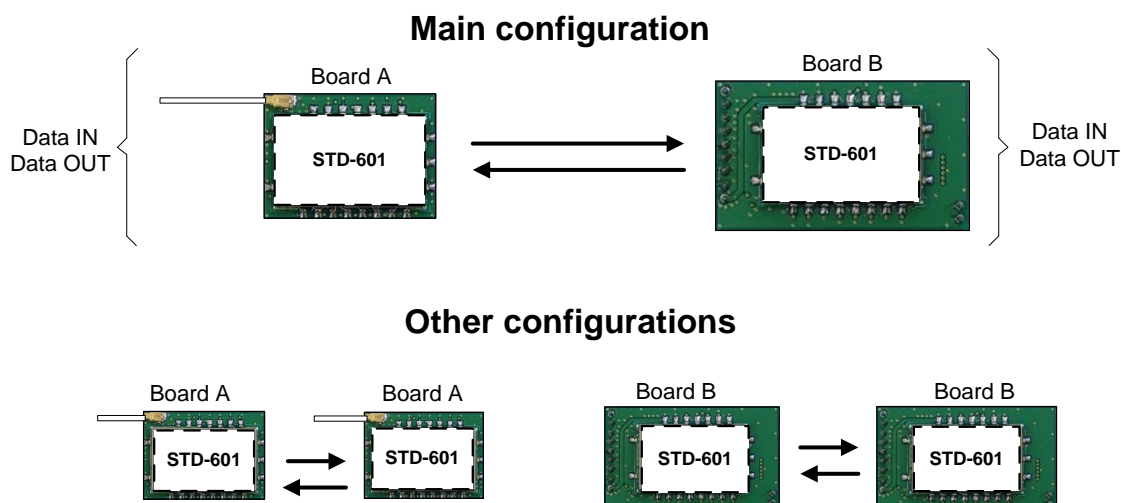 Main configuration
Board A
Board B
Data IN
Data OUT
STD-601
STD-601
Data IN
Data OUT
Other configurations
Board A
Board A
Board B
Board B
STD-601
STD-601
STD-601
STD-601